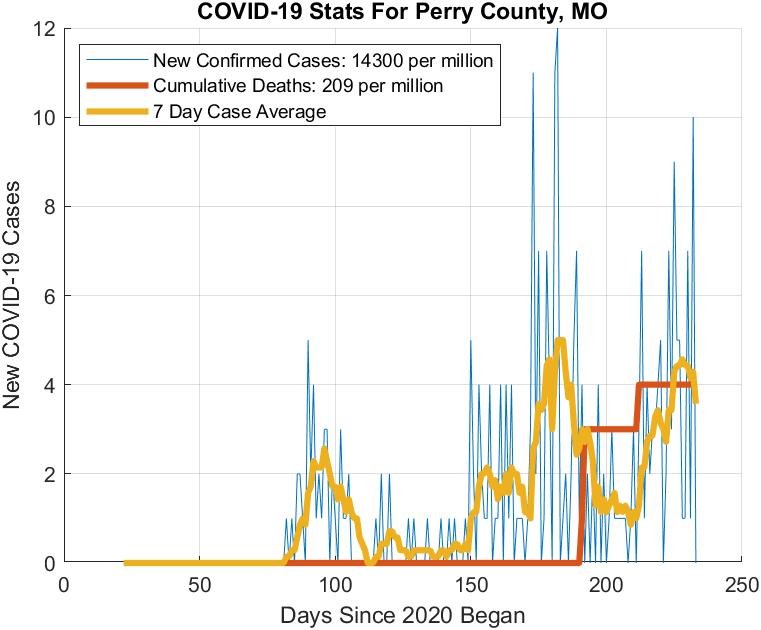 COVID-19 Stats For Perry County, MO
New Confirmed Cases: 14300 per million
Cumulative Deaths: 209 per million
7 Day Case Average
New COVID-19 Cases
12
10
8
6
4
2
0
0 50 100 150 200 250
Days Since 2020 Began